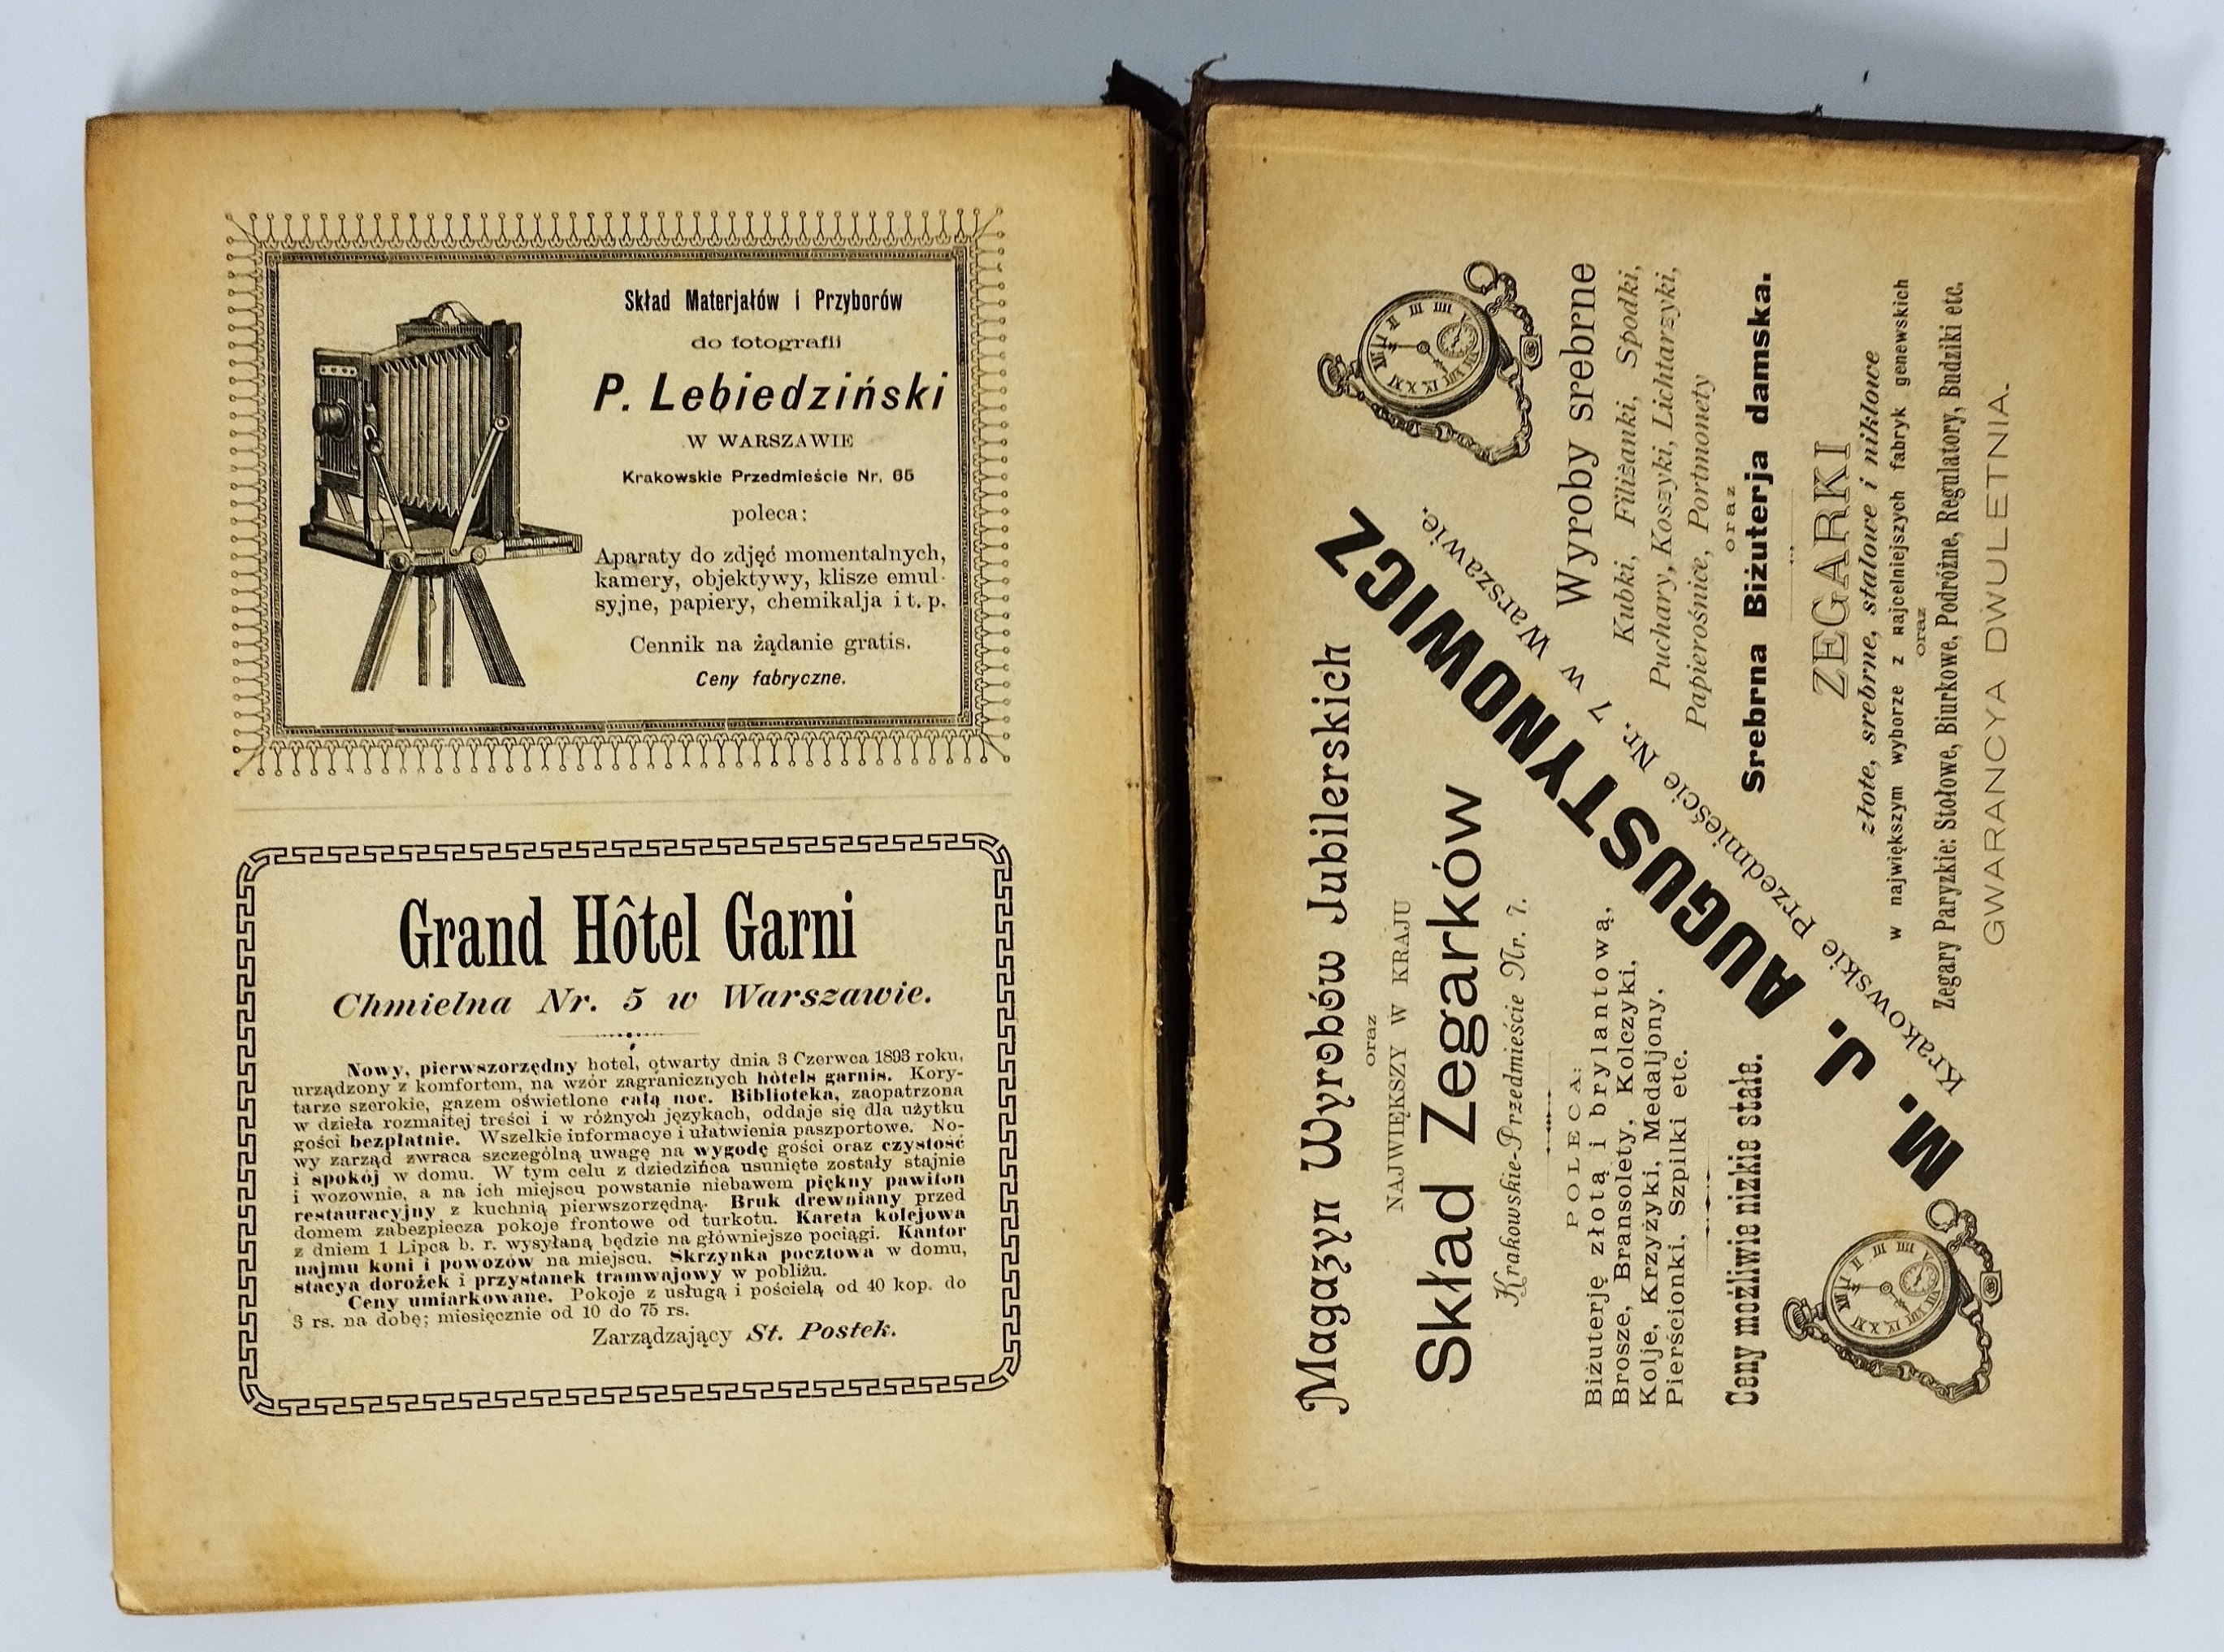 Skład Materjałów i Przyborów
do fotografii
P. Lebiedziński
W WARSZAWIE
Krakowskie Przedmieście Nr. 65
poleca:
Aparaty do zdjęć momentalnych,
kamery, objektywy, klisze emul-
syjne, papiery, chemikalja i t. p.
Cennik na żądanie gratis.
Ceny fabryczne.
Grand Hôtel Garni
Chmielna Nr. 5 w Warszawie.
Nowy, pierwszorzędny hotel, otwarty dnia 3 Czerwca 1893 roku,
urządzony z komfortem, na wzór zagranicznych hôtels garnis. Kory-
tarze szerokie, gazem oświetlone całą noc. Biblioteka, zaopatrzona
w dzieła rozmaitej treści i w różnych językach, oddaje się dla użytku
gości bezpłatnie. Wszelkie informacye i ułatwienia paszportowe. No-
wy zarząd zwraca szczególną uwagę na wygodę gości oraz czystość
i spokój w domu. W tym celu z dziedzińca usunięte zostały stajnie
i wozownie, a na ich miejscu powstanie niebawem piękny pawilon
restauracyjny z kuchnią pierwszorzędną. Bruk drewniany przed
domem zabezpiecza pokoje frontowe od turkotu. Kareta kolejowa
z dniem 1 Lipca b. r. wysyłaną będzie na główniejsze pociągi. Kantor
najmu koni i powozów na miejscu. Skrzynka pocztowa w domu,
stacya dorożek i przystanek tramwajowy w pobliżu.
Ceny umiarkowane. Pokoje z usługą i pościelą od 40 kop. do
3 rs. na dobę; miesięcznie od 10 do 75 rs.
Zarządzający St. Postek.
Magazyn Wyrobów Jubilerskich
oraz
NAJWIĘKSZY W KRAJU
Skład Zegarków
Krakowskie-Przedmieście Nr. 7.
POLECA:
Biżuterję złotą i brylantową,
Brosze, Bransolety, Kolczyki,
Kolje, Krzyżyki, Medaljony,
Pierścionki, Szpilki etc.
Ceny możliwie nizkie stałe.
M. J. AUGUSTYNOWICZ
Krakowskie Przedmieście Nr. 7 w Warszawie.
Wyroby srebrne
Kubki, Filiżanki, Spodki,
Puchary, Koszyki, Lichtarzyki,
Papierośnice, Portmonety
oraz
Srebrna Biżuterja damska.
ZEGARKI
złote, srebrne, stalowe i niklowe
w największym wyborze z najcelniejszych fabryk genewskich
oraz
Zegary Paryzkie: Stołowe, Biurkowe, Podróżne, Regulatory, Budziki etc.
GWARANCYA DWULETNIA.